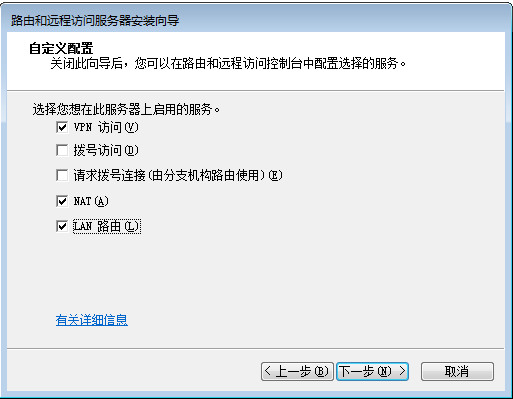 路由和远程访问服务器安装向导
自定义配置
关闭此向导后，您可以在路由和远程访问控制台中配置选择的服务。
选择您想在此服务器上启用的服务。
VPN 访问(V)
拨号访问(D)
请求拨号连接(由分支机构路由使用)(E)
NAT(A)
LAN 路由(L)
有关详细信息
< 上一步(B) 下一步(N) > 取消